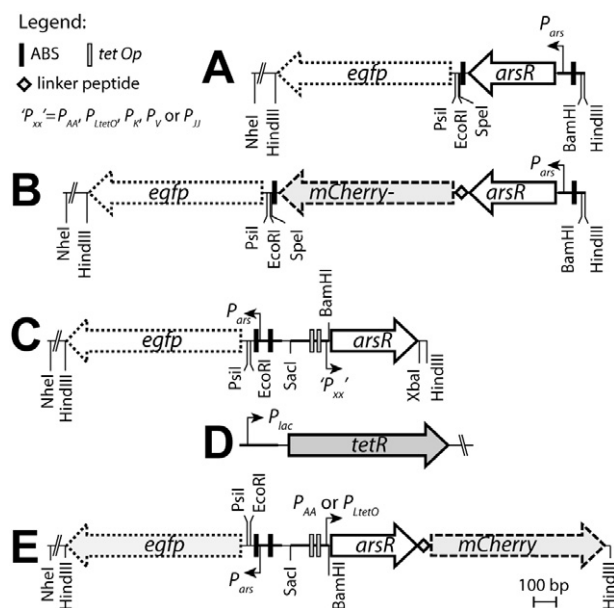 Legend:
ABS tet Op
linker peptide
'Pxx'= PAA, PLtetO, PK, PV or PJJ
A
egfp
arsR
Pars
NheI
HindIII
PsiI
EcoRI
SpeI
BamHI
HindIII
B
egfp
mCherry-
arsR
Pars
NheI
HindIII
PsiI
EcoRI
SpeI
BamHI
HindIII
C
egfp
Pars
BamHI
arsR
NheI
HindIII
PsiI
EcoRI
SacI
'Pxx'
XbaI
HindIII
D
Plac
tetR
PsiI
EcoRI
PAA or PLtetO
E
egfp
arsR
mCherry
NheI
HindIII
Pars
SacI
BamHI
HindIII
100 bp